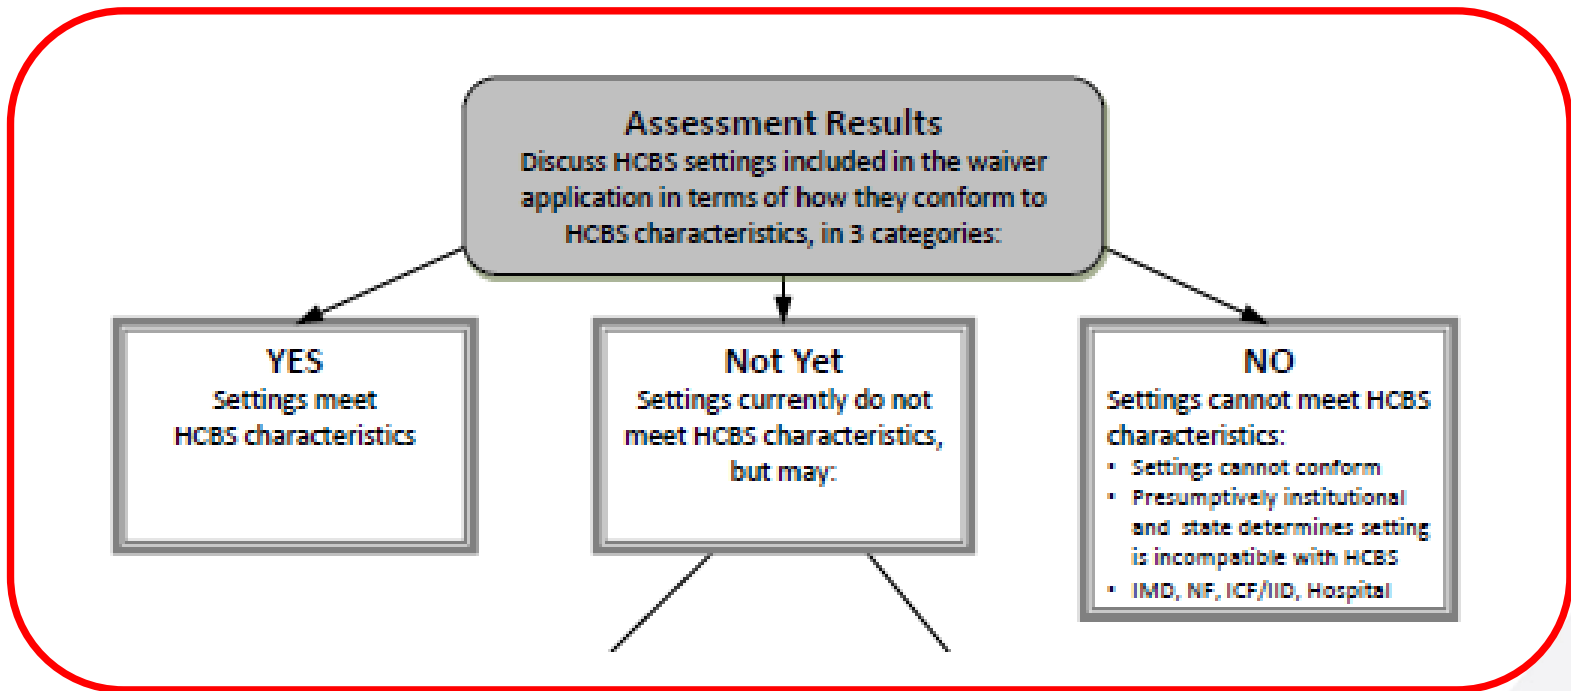 Assessment Results
Discuss HCBS settings included in the waiver
application in terms of how they conform to
HCBS characteristics, in 3 categories:
YES
Settings meet
HCBS characteristics
Not Yet
Settings currently do not
meet HCBS characteristics,
but may:
NO
Settings cannot meet HCBS
characteristics:
• Settings cannot conform
• Presumptively institutional
and state determines setting
is incompatible with HCBS
• IMD, NF, ICF/IID, Hospital